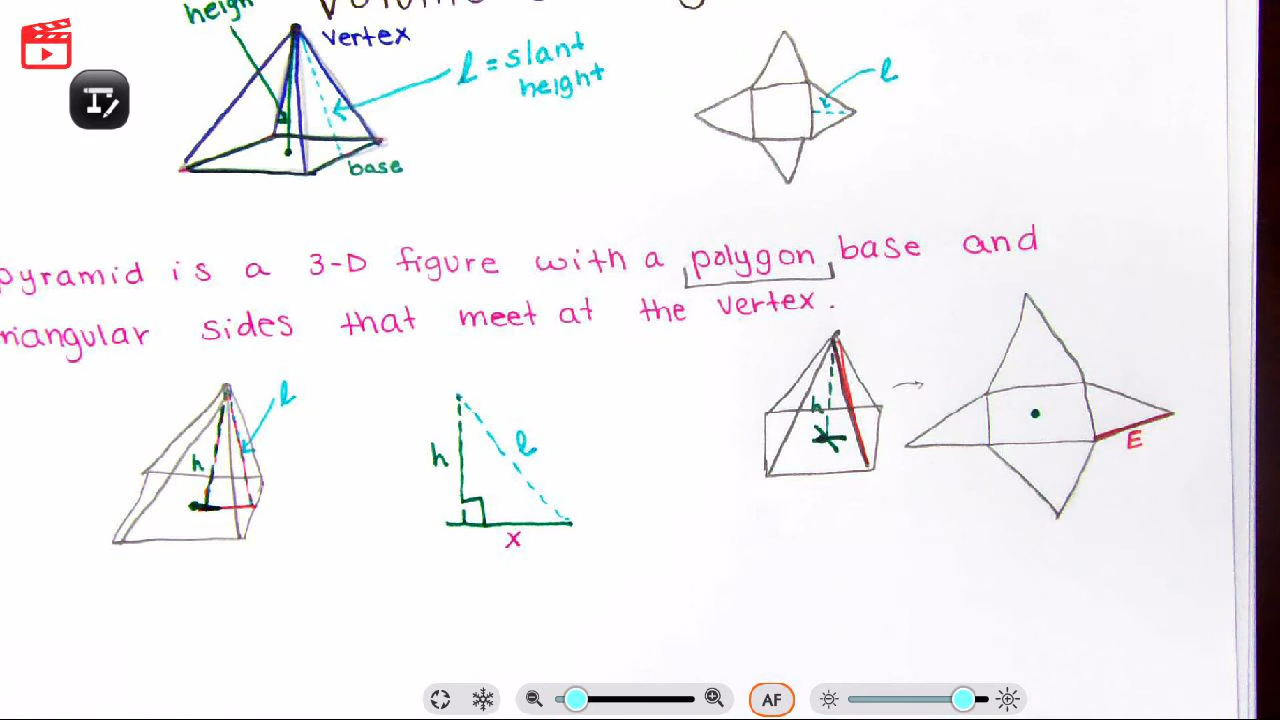 height
vertex
l = slant
height
base
l
pyramid is a 3-D figure with a polygon base and
sides that meet at the vertex.
l
h
h
l
x
h
E
AF